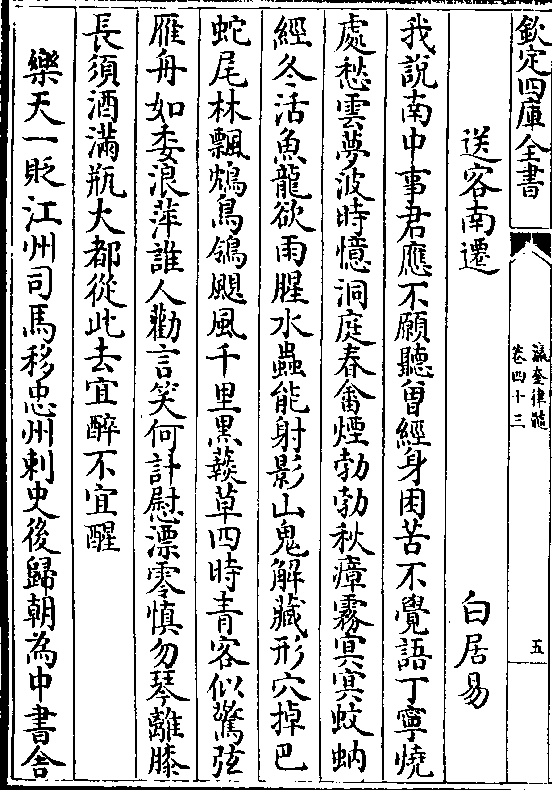 欽定四庫全書
瀛奎律髓
卷四十三
五
送客南遷
白居易
我說南中事君應不願聽曾經身困苦不覺語丁寧燒
處愁雲夢波時憶洞庭春畬煙勃勃秋瘴霧冥冥蚊蚋
經冬活魚龍欲雨腥水蟲能射影山鬼解藏形穴掉巴
蛇尾林飄鴆鳥鴒颶風千里黒䕭草四時青客似驚弦
雁舟如委浪萍誰人勸言笑何計慰漂零慎勿琴離膝
長須酒滿瓶大都從此去宜醉不宜醒
樂天一貶江州司馬移忠州刺史後歸朝為中書舍